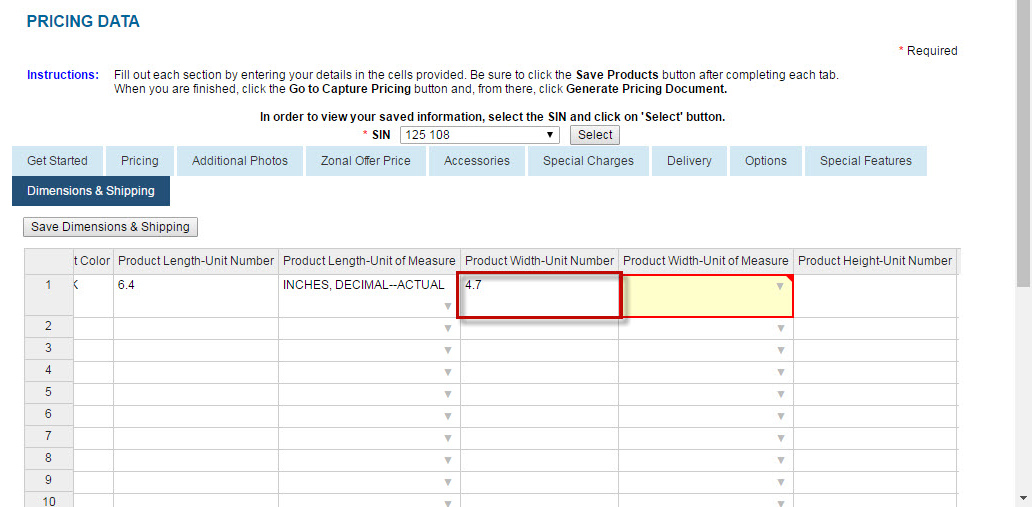 PRICING DATA
* Required
Instructions: Fill out each section by entering your details in the cells provided. Be sure to click the Save Products button after completing each tab.
When you are finished, click the Go to Capture Pricing button and, from there, click Generate Pricing Document.
In order to view your saved information, select the SIN and click on 'Select' button.
* SIN 125 108 Select
Get Started Pricing Additional Photos Zonal Offer Price Accessories Special Charges Delivery Options Special Features
Dimensions & Shipping
Save Dimensions & Shipping
t Color Product Length-Unit Number Product Length-Unit of Measure Product Width-Unit Number Product Width-Unit of Measure Product Height-Unit Number
1 K 6.4 INCHES, DECIMAL--ACTUAL 4.7
2
3
4
5
6
7
8
9
10